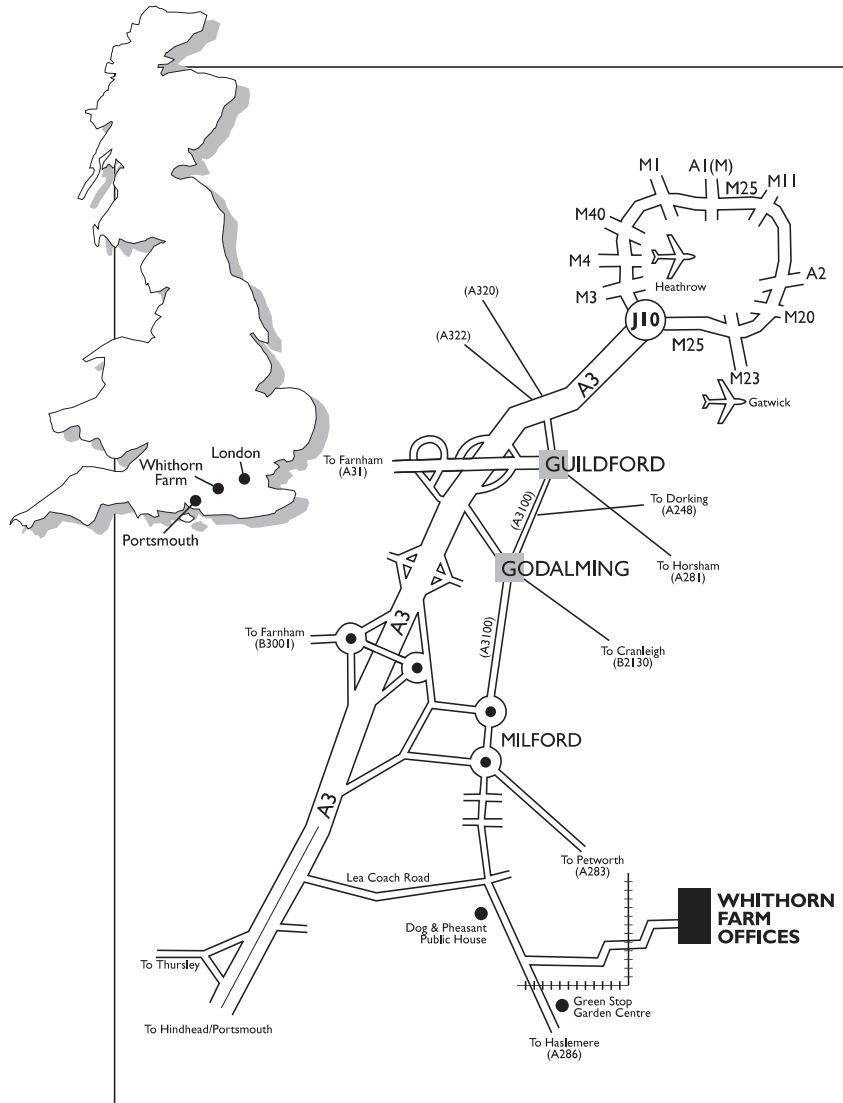 M1
A1(M)
M25
M11
M40
M4
Heathrow
A2
M3
(A320)
J10
M20
(A322)
M25
A3
M23
Gatwick
London
Whithorn
Farm
Portsmouth
To Farnham
(A31)
GUILDFORD
(A3100)
To Dorking
(A248)
GODALMING
To Horsham
(A281)
A3
To Farnham
(B3001)
(A3100)
To Cranleigh
(B2130)
MILFORD
A3
To Petworth
(A283)
Lea Coach Road
WHITHORN
FARM
OFFICES
Dog & Pheasant
Public House
To Thursley
Green Stop
Garden Centre
To Hindhead/Portsmouth
To Haslemere
(A286)